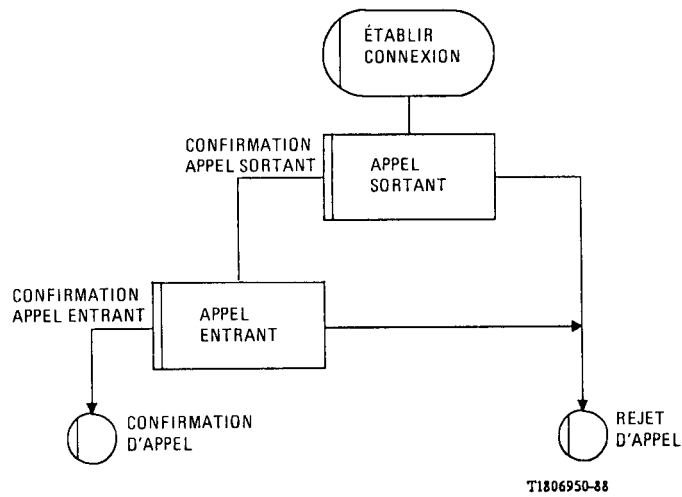 ÉTABLIR
CONNEXION
CONFIRMATION
APPEL SORTANT
APPEL
SORTANT
CONFIRMATION
APPEL ENTRANT
APPEL
ENTRANT
CONFIRMATION
D'APPEL
REJET
D'APPEL
T1806950-88